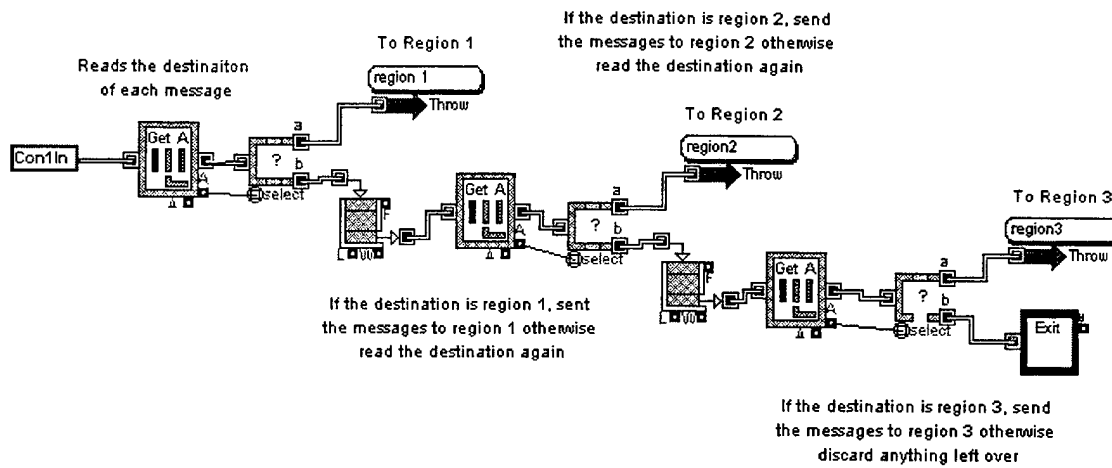 If the destination is region 2, send
the messages to region 2 otherwise
read the destination again
To Region 1
Reads the destinaiton
of each message
region 1
Throw
a
Get A
?
b
Con1In
A
select
To Region 2
region2
Throw
a
Get A
?
b
A
select
F
L W
To Region 3
region3
Throw
a
Get A
?
b
A
select
F
L W
Exit
#
If the destination is region 1, sent
the messages to region 1 otherwise
read the destination again
If the destination is region 3, send
the messages to region 3 otherwise
discard anything left over